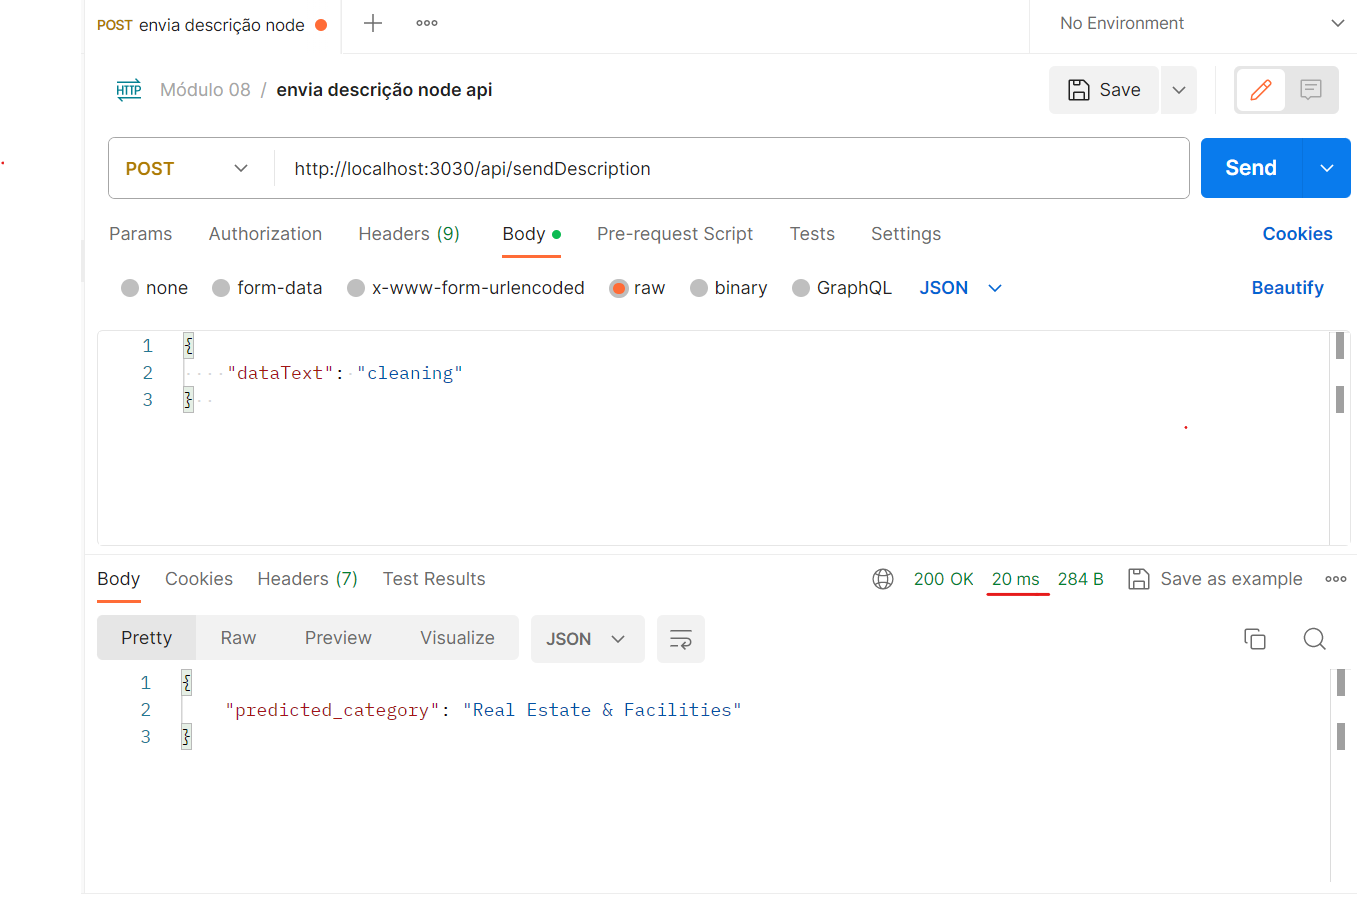 POST envia descrição node
No Environment
HTTP Módulo 08 / envia descrição node api
Save
POST http://localhost:3030/api/sendDescription
Send
Params Authorization Headers (9) Body Pre-request Script Tests Settings Cookies
none form-data x-www-form-urlencoded raw binary GraphQL JSON Beautify
1 {
2 "dataText": "cleaning"
3 }
Body Cookies Headers (7) Test Results 200 OK 20 ms 284 B Save as example
Pretty Raw Preview Visualize JSON
1 {
2 "predicted_category": "Real Estate & Facilities"
3 }